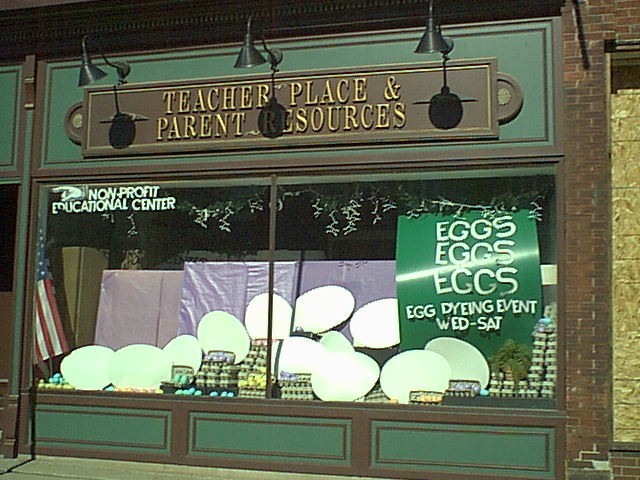 TEACHER PLACE &
PARENT RESOURCES
NON-PROFIT
EDUCATIONAL CENTER
EGGS
EGGS
EGGS
EGG DYEING EVENT
WED-SAT